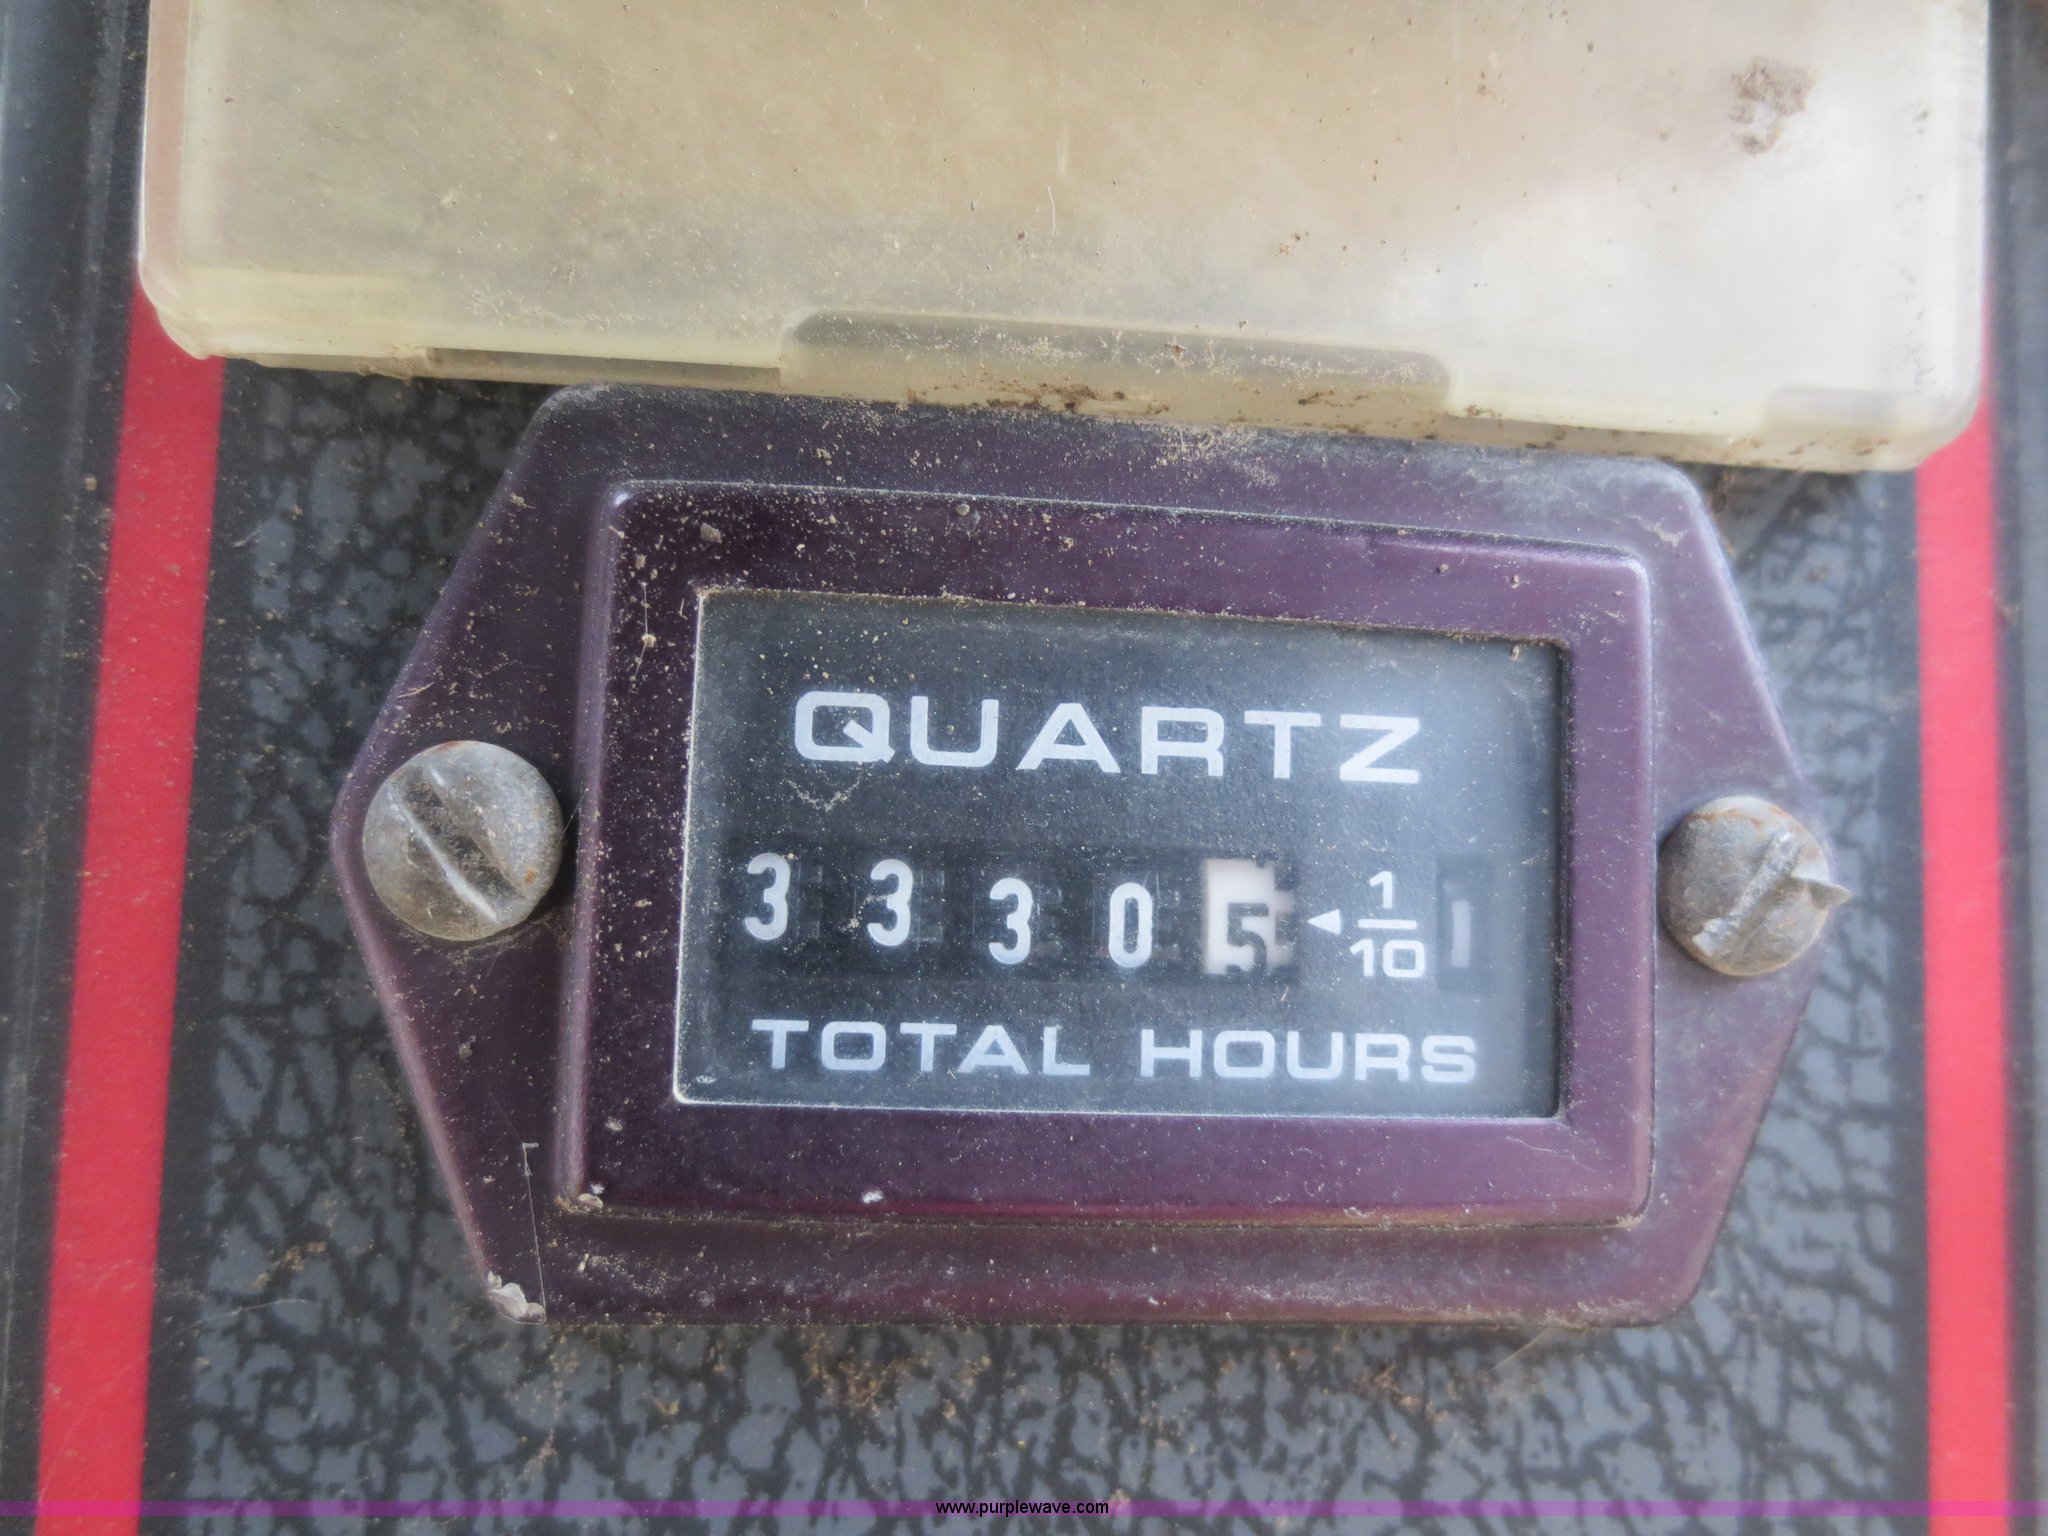 QUARTZ
3 3 3 0 5 ◄ 1/10
TOTAL HOURS
www.purplewave.com